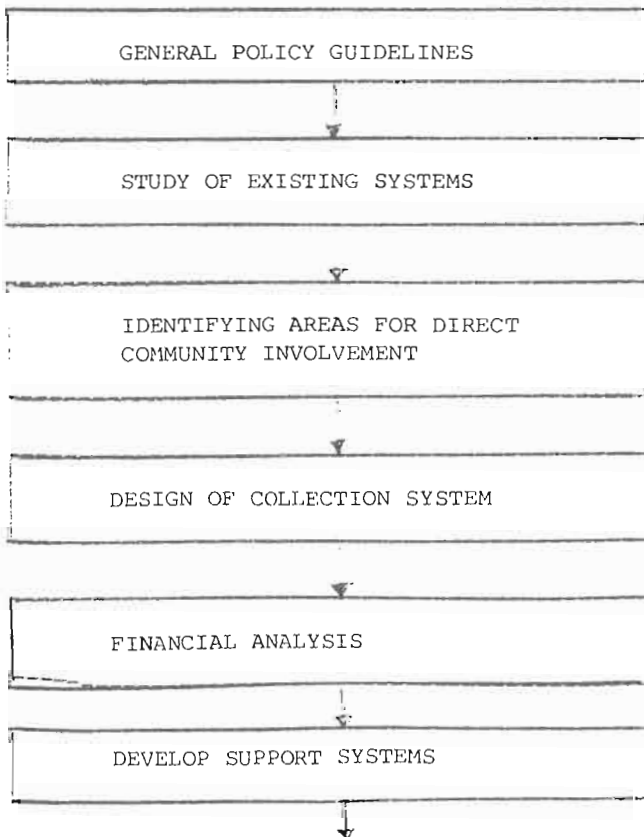 GENERAL POLICY GUIDELINES
STUDY OF EXISTING SYSTEMS
IDENTIFYING AREAS FOR DIRECT
COMMUNITY INVOLVEMENT
DESIGN OF COLLECTION SYSTEM
FINANCIAL ANALYSIS
DEVELOP SUPPORT SYSTEMS